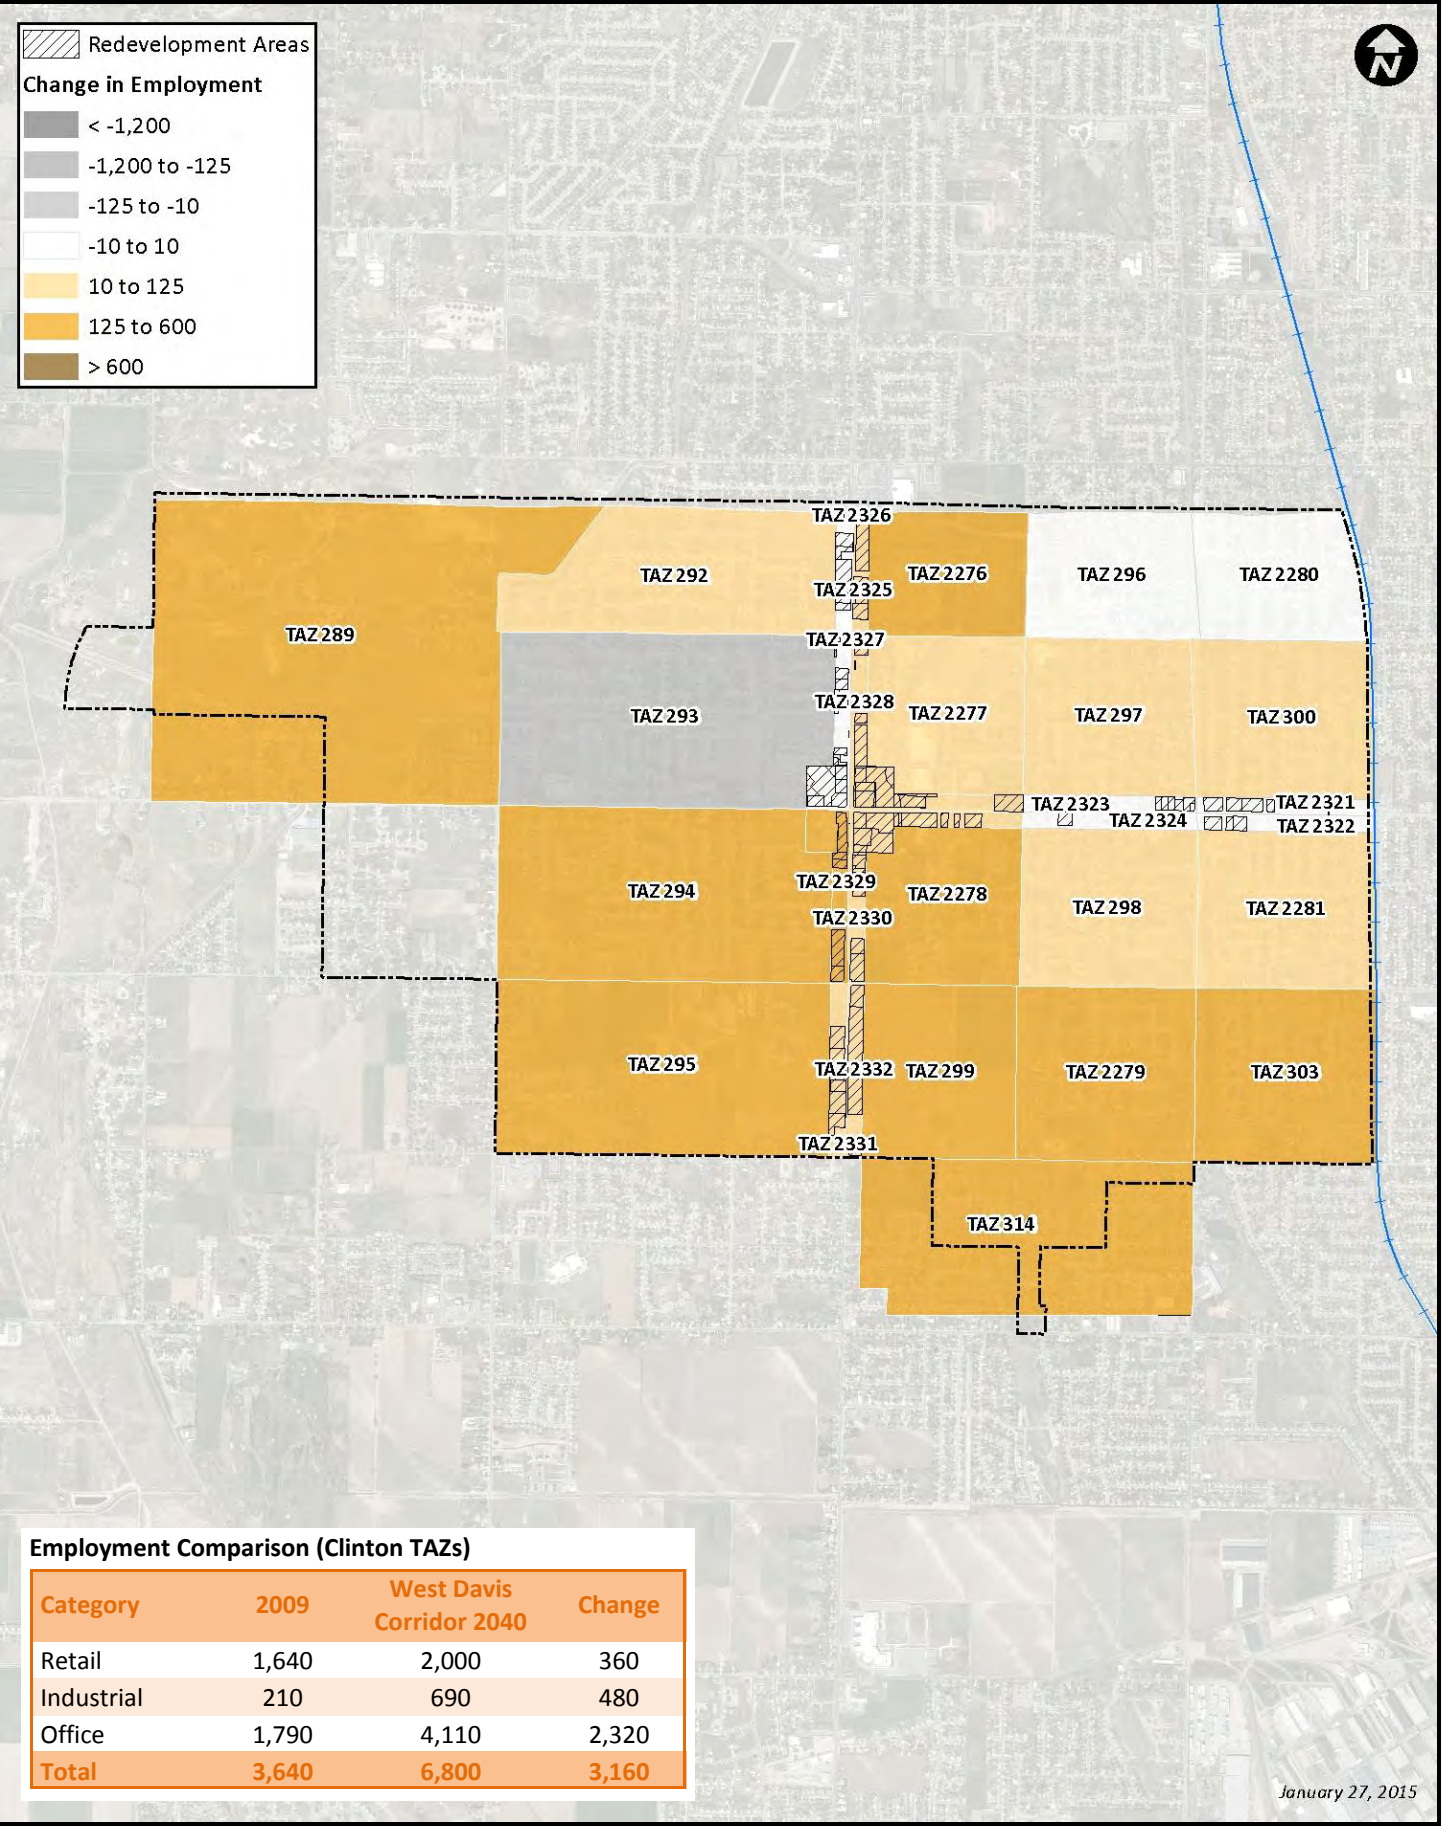 Redevelopment Areas
Change in Employment
< -1,200
-1,200 to -125
-125 to -10
-10 to 10
10 to 125
125 to 600
> 600
N
TAZ 2326
TAZ 292
TAZ 2276
TAZ 296
TAZ 2280
TAZ 2325
TAZ 289
TAZ 2327
TAZ 293
TAZ 2328
TAZ 2277
TAZ 297
TAZ 300
TAZ 2323
TAZ 2321
TAZ 2324
TAZ 2322
TAZ 294
TAZ 2329
TAZ 2278
TAZ 298
TAZ 2281
TAZ 2330
TAZ 295
TAZ 2332
TAZ 299
TAZ 2279
TAZ 303
TAZ 2331
TAZ 314
Employment Comparison (Clinton TAZs)
Category 2009 West Davis Corridor 2040 Change
Retail 1,640 2,000 360
Industrial 210 690 480
Office 1,790 4,110 2,320
Total 3,640 6,800 3,160
January 27, 2015